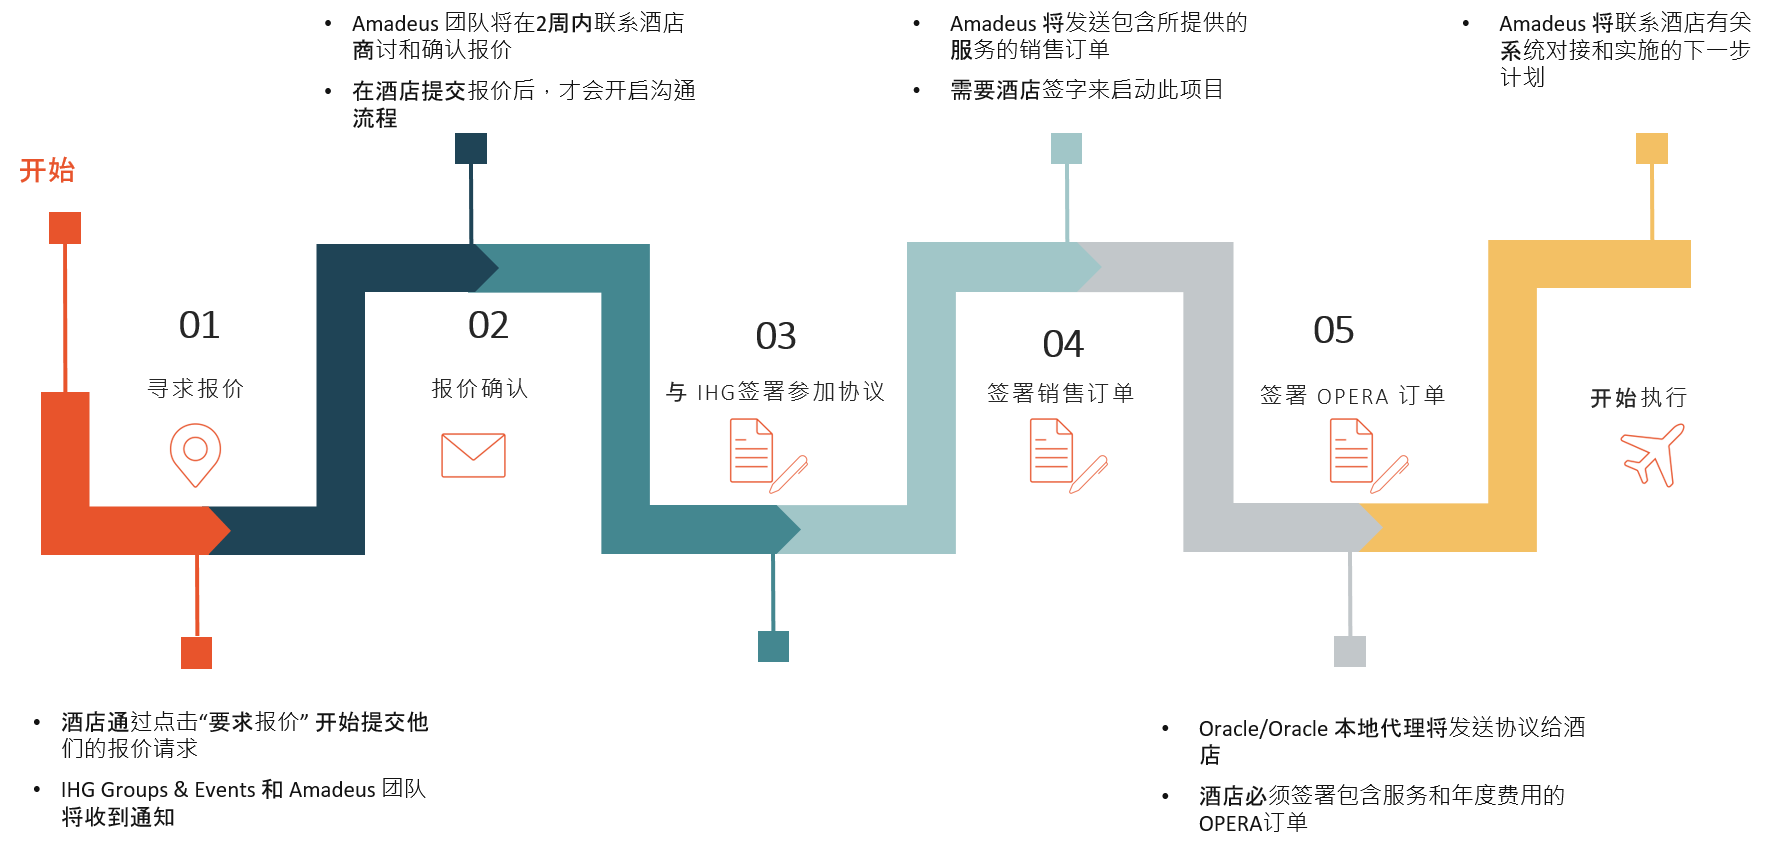 开始
• Amadeus 团队将在2周内联系酒店
商讨和确认报价
• 在酒店提交报价后，才会开启沟通
流程
• Amadeus 将发送包含所提供的
服务的销售订单
• 需要酒店签字来启动此项目
• Amadeus 将联系酒店有关
系统对接和实施的下一步
计划
01
寻求报价
02
报价确认
03
与 IHG签署参加协议
04
签署销售订单
05
签署 OPERA 订单
开始执行
• 酒店通过点击“要求报价” 开始提交他
们的报价请求
• IHG Groups & Events 和 Amadeus 团队
将收到通知
• Oracle/Oracle 本地代理将发送协议给酒
店
• 酒店必须签署包含服务和年度费用的
OPERA订单